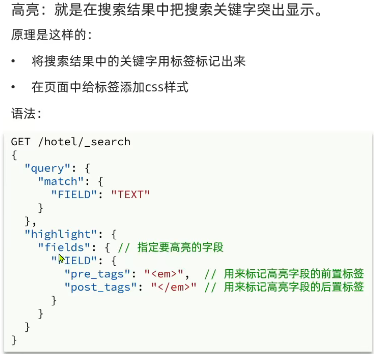 高亮：就是在搜索结果中把搜索关键字突出显示。
原理是这样的：
• 将搜索结果中的关键字用标签标记出来
• 在页面中给标签添加css样式
语法：
GET /hotel/_search
{
  "query": {
    "match": {
      "FIELD": "TEXT"
    }
  },
  "highlight": {
    "fields": { // 指定要高亮的字段
      "FIELD": {
        "pre_tags": "<em>",  // 用来标记高亮字段的前置标签
        "post_tags": "</em>" // 用来标记高亮字段的后置标签
      }
    }
  }
}